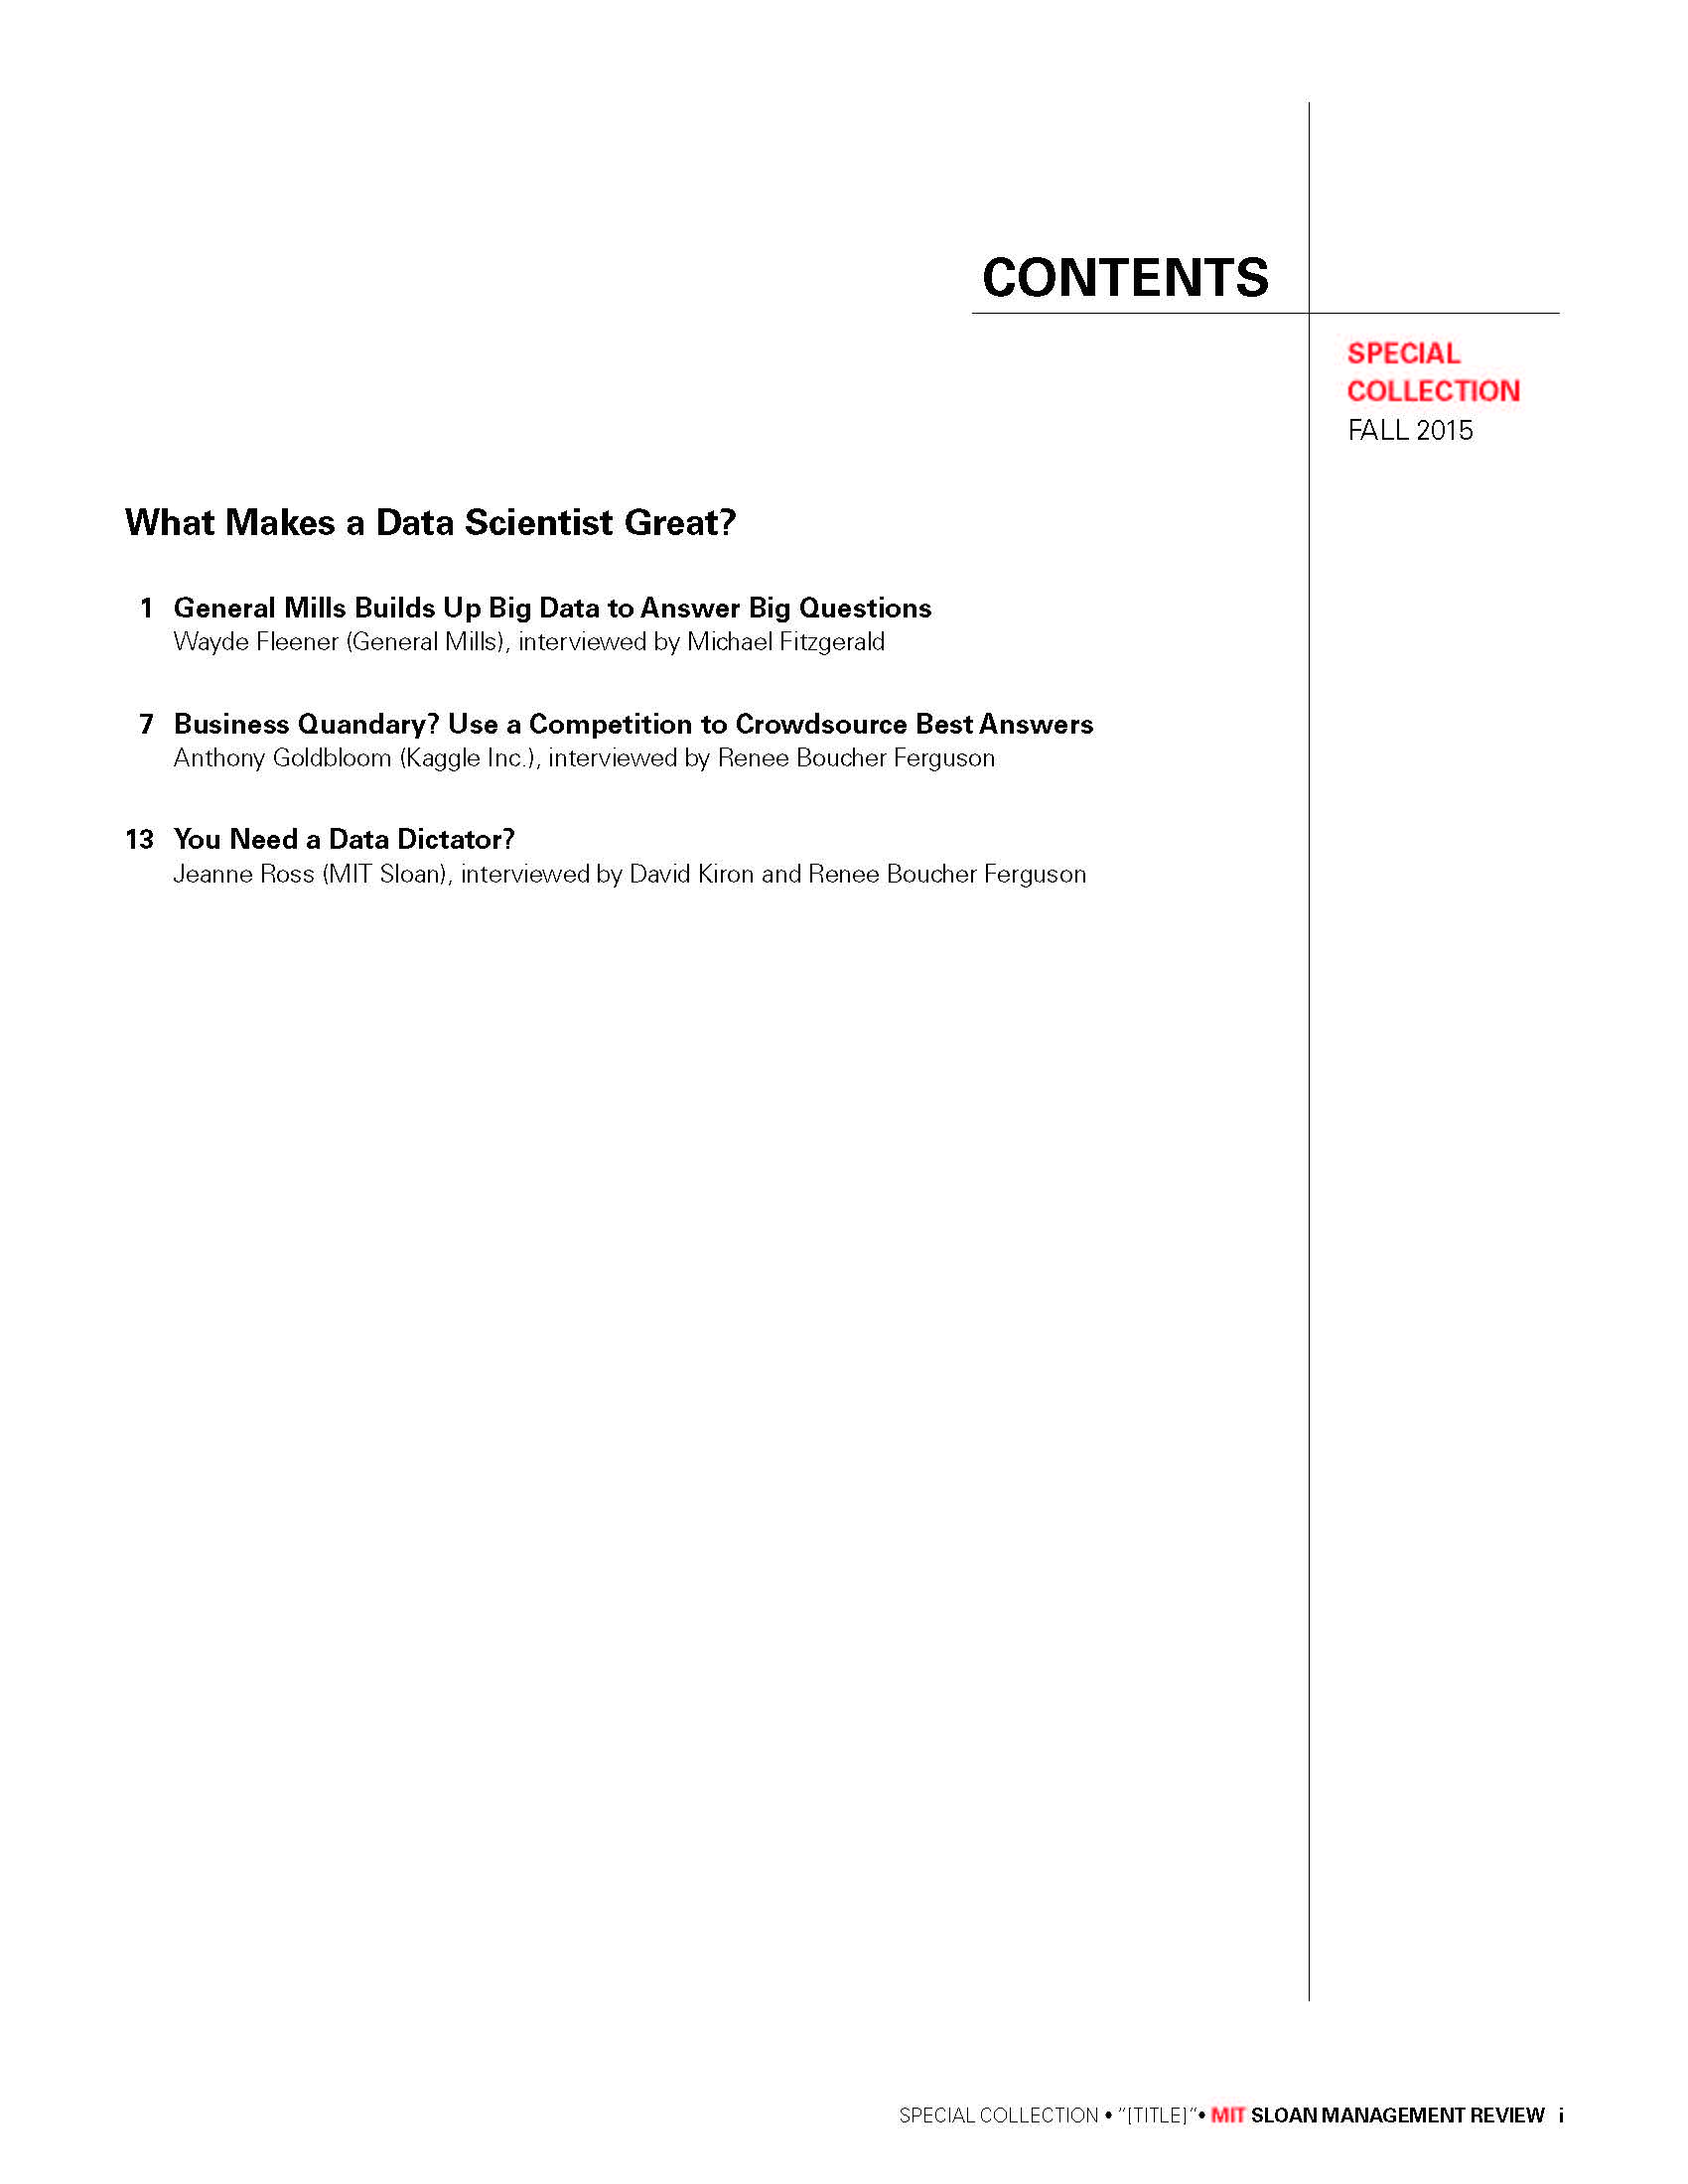 CONTENTS
SPECIAL
COLLECTION
FALL 2015
What Makes a Data Scientist Great?
1 General Mills Builds Up Big Data to Answer Big Questions
Wayde Fleener (General Mills), interviewed by Michael Fitzgerald
7 Business Quandary? Use a Competition to Crowdsource Best Answers
Anthony Goldbloom (Kaggle Inc.), interviewed by Renee Boucher Ferguson
13 You Need a Data Dictator?
Jeanne Ross (MIT Sloan), interviewed by David Kiron and Renee Boucher Ferguson
SPECIAL COLLECTION • "[TITLE]"• MIT SLOAN MANAGEMENT REVIEW i